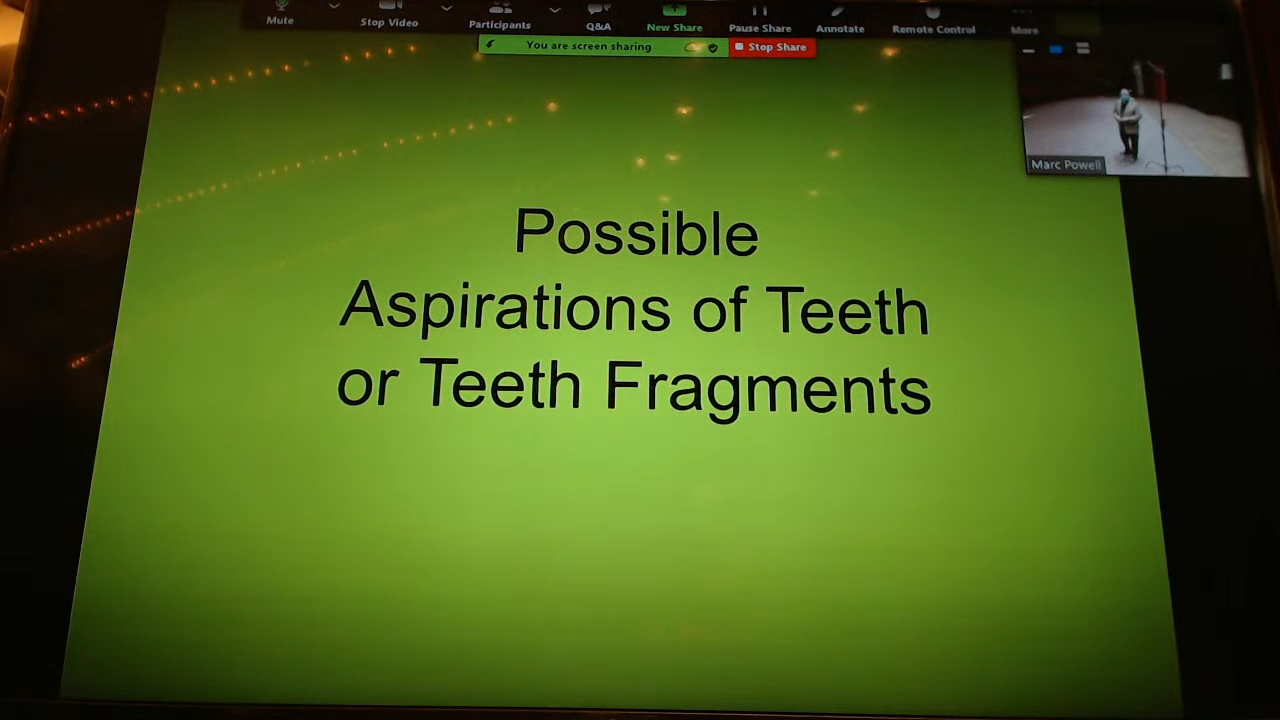 Mute
Stop Video
Participants
Q&A
New Share
Pause Share
Annotate
Remote Control
More
You are screen sharing
Stop Share
Marc Powell
Possible
Aspirations of Teeth
or Teeth Fragments